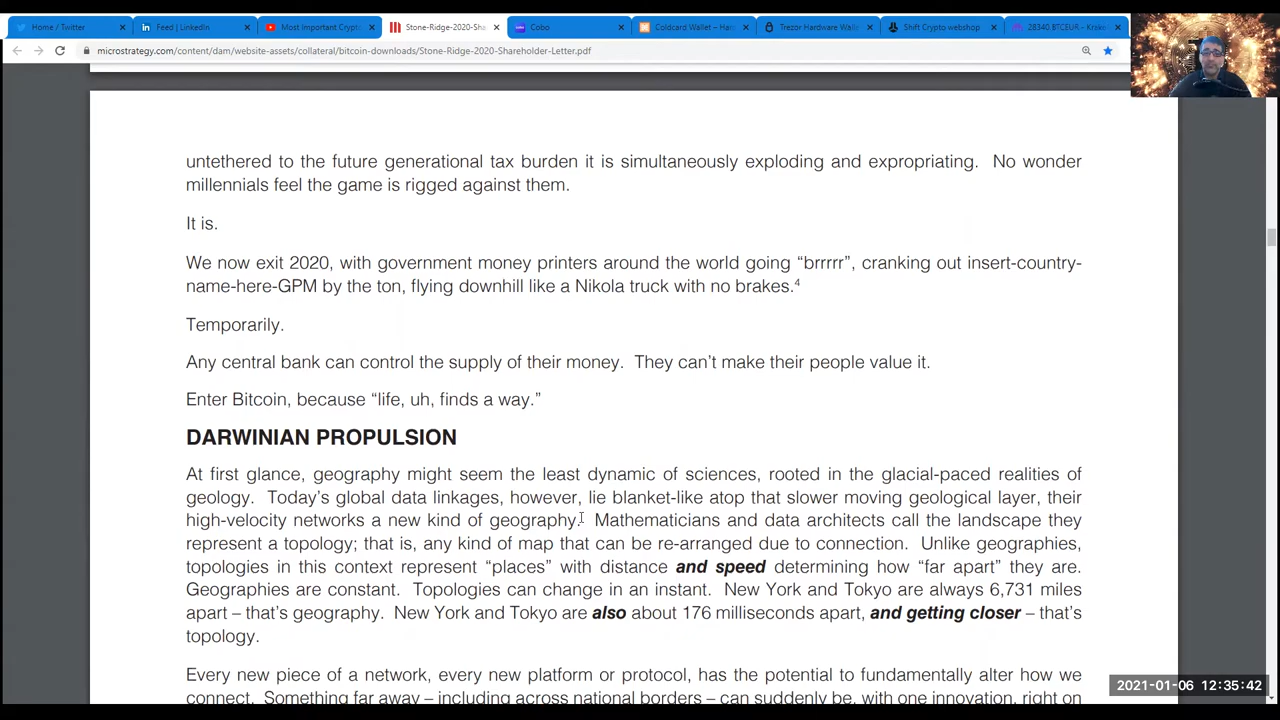 Home / Twitter
Feed | LinkedIn
Most Important Crypto
Stone-Ridge-2020-Sha
Cobo
Coldcard Wallet – Har
Trezor Hardware Walle
Shift Crypto webshop
28340 BTCEUR - Krake
microstrategy.com/content/dam/website-assets/collateral/bitcoin-downloads/Stone-Ridge-2020-Shareholder-Letter.pdf
untethered to the future generational tax burden it is simultaneously exploding and expropriating. No wonder
millennials feel the game is rigged against them.
It is.
We now exit 2020, with government money printers around the world going “brrrrr”, cranking out insert-country-
name-here-GPM by the ton, flying downhill like a Nikola truck with no brakes.4
Temporarily.
Any central bank can control the supply of their money. They can’t make their people value it.
Enter Bitcoin, because “life, uh, finds a way.”
DARWINIAN PROPULSION
At first glance, geography might seem the least dynamic of sciences, rooted in the glacial-paced realities of
geology. Today’s global data linkages, however, lie blanket-like atop that slower moving geological layer, their
high-velocity networks a new kind of geography. Mathematicians and data architects call the landscape they
represent a topology; that is, any kind of map that can be re-arranged due to connection. Unlike geographies,
topologies in this context represent “places” with distance and speed determining how “far apart” they are.
Geographies are constant. Topologies can change in an instant. New York and Tokyo are always 6,731 miles
apart – that’s geography. New York and Tokyo are also about 176 milliseconds apart, and getting closer – that’s
topology.
Every new piece of a network, every new platform or protocol, has the potential to fundamentally alter how we
connect. Something far away – including across national borders – can suddenly be, with one innovation, right on
2021-01-06 12:35:42